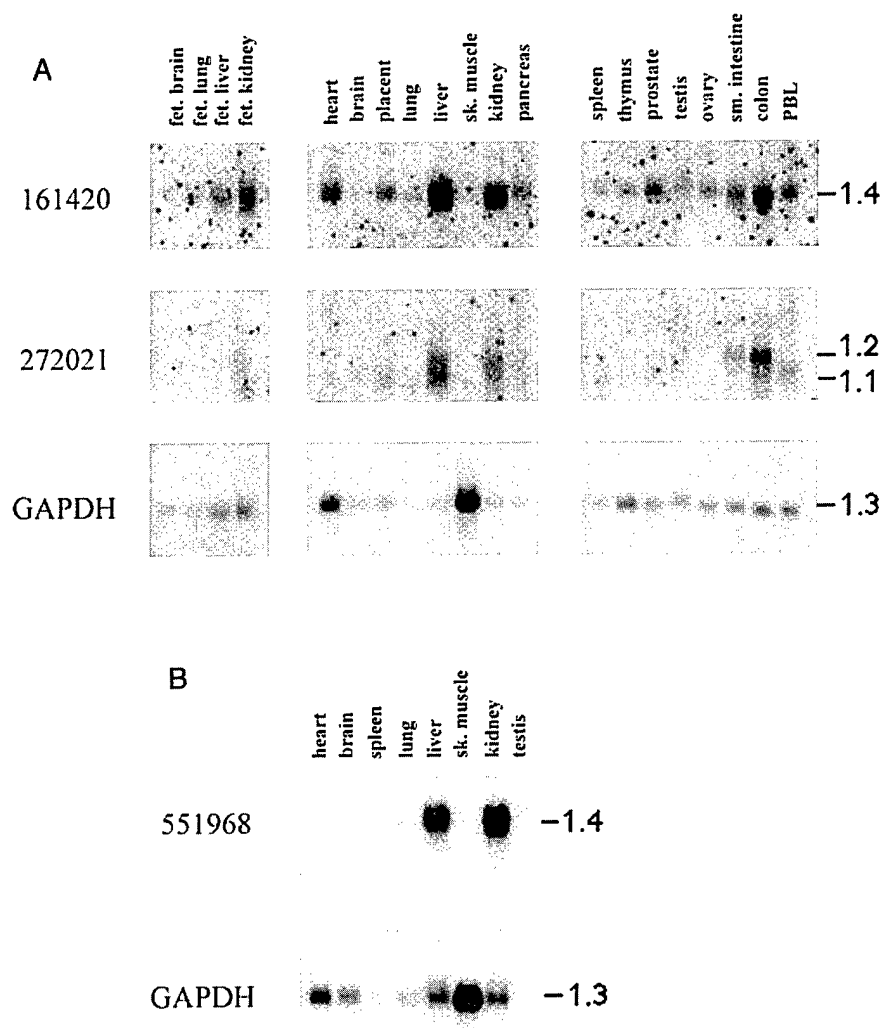 A
fet. brain
fet. lung
fet. liver
fet. kidney
heart
brain
placent
lung
liver
sk. muscle
kidney
pancreas
spleen
thymus
prostate
testis
ovary
sm. intestine
colon
PBL
161420
–1.4
272021
–1.2
–1.1
GAPDH
–1.3
B
heart
brain
spleen
lung
liver
sk. muscle
kidney
testis
551968
–1.4
GAPDH
–1.3